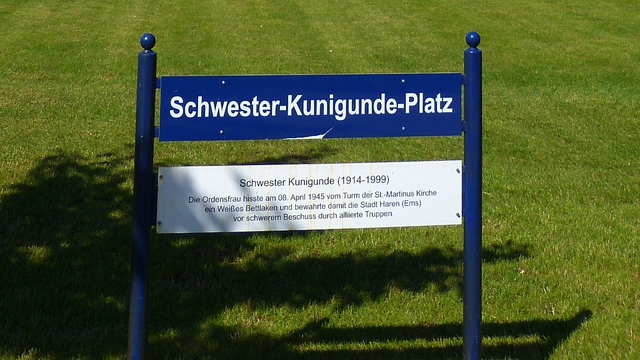 Schwester-Kunigunde-Platz
Schwester Kunigunde (1914-1999)
Die Ordensfrau hisste am 08. April 1945 vom Turm der St.-Martinus Kirche
ein Weißes Bettlaken und bewahrte damit die Stadt Haren (Ems)
vor schwerem Beschuss durch alliierte Truppen.